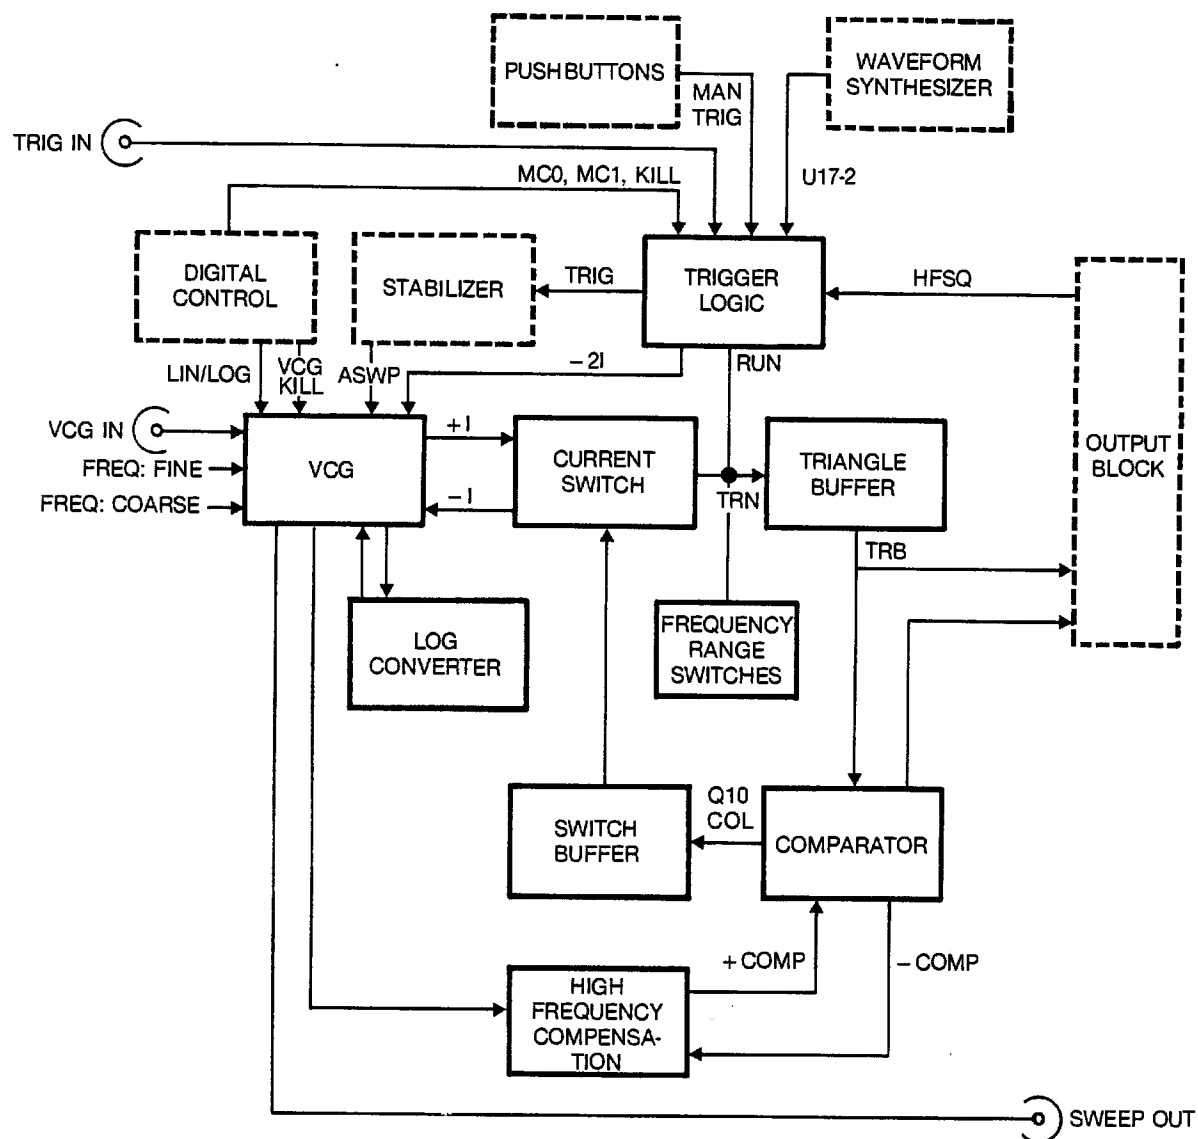 PUSHBUTTONS
MAN
TRIG
WAVEFORM
SYNTHESIZER
TRIG IN
MC0, MC1, KILL
U17-2
DIGITAL
CONTROL
STABILIZER
TRIG
TRIGGER
LOGIC
HFSQ
LIN/LOG
VCG
KILL
ASWP
-2I
RUN
VCG IN
FREQ: FINE
FREQ: COARSE
VCG
+I
-I
CURRENT
SWITCH
TRN
TRIANGLE
BUFFER
OUTPUT
BLOCK
TRB
LOG
CONVERTER
FREQUENCY
RANGE
SWITCHES
SWITCH
BUFFER
Q10
COL
COMPARATOR
+COMP
-COMP
HIGH
FREQUENCY
COMPENSA-
TION
SWEEP OUT